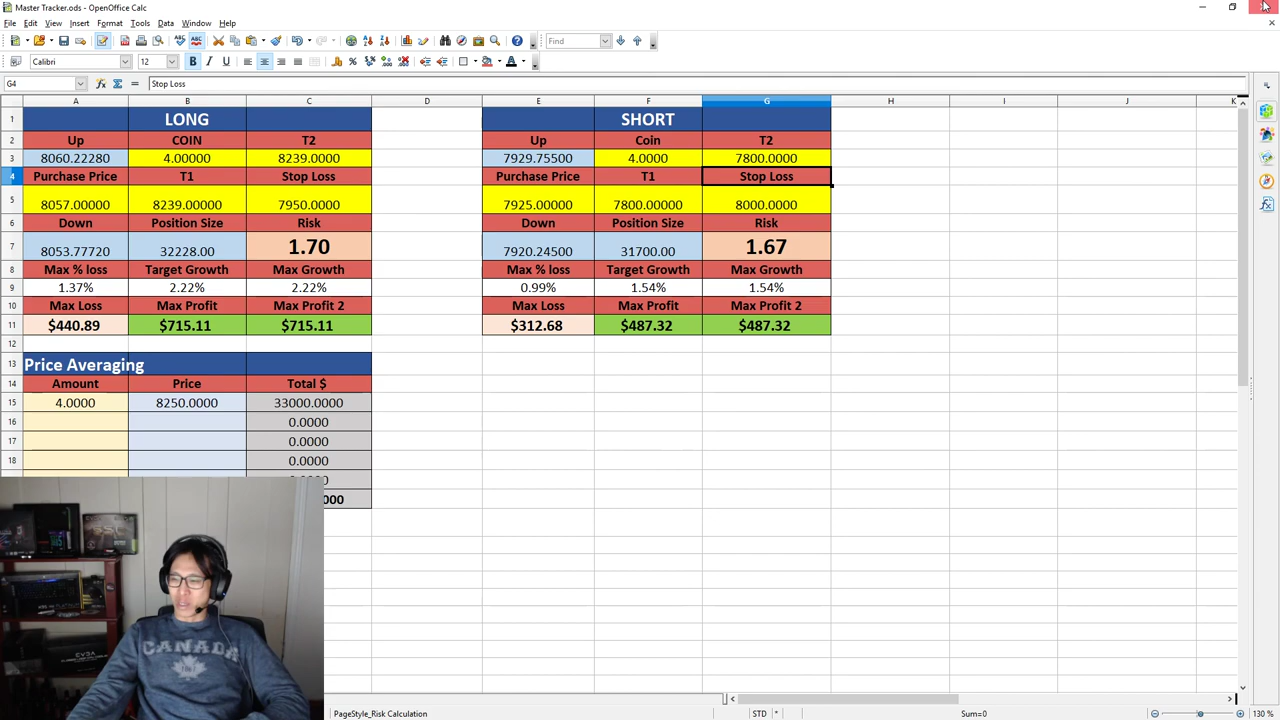 Master Tracker.ods - OpenOffice Calc
File Edit View Insert Format Tools Data Window Help
Find
Calibri 12
G4 Stop Loss
A B C D E F G H I J K
1 LONG SHORT
2 Up COIN T2 Up Coin T2
3 8060.22280 4.00000 8239.0000 7929.75500 4.0000 7800.0000
4 Purchase Price T1 Stop Loss Purchase Price T1 Stop Loss
5 8057.00000 8239.00000 7950.0000 7925.00000 7800.00000 8000.0000
6 Down Position Size Risk Down Position Size Risk
7 8053.77720 32228.00 1.70 7920.24500 31700.00 1.67
8 Max % loss Target Growth Max Growth Max % loss Target Growth Max Growth
9 1.37% 2.22% 2.22% 0.99% 1.54% 1.54%
10 Max Loss Max Profit Max Profit 2 Max Loss Max Profit Max Profit 2
11 $440.89 $715.11 $715.11 $312.68 $487.32 $487.32
12
13 Price Averaging
14 Amount Price Total $
15 4.0000 8250.0000 33000.0000
16 0.0000
17 0.0000
18 0.0000
000
CANADA
PageStyle_Risk Calculation STD * Sum=0 130 %